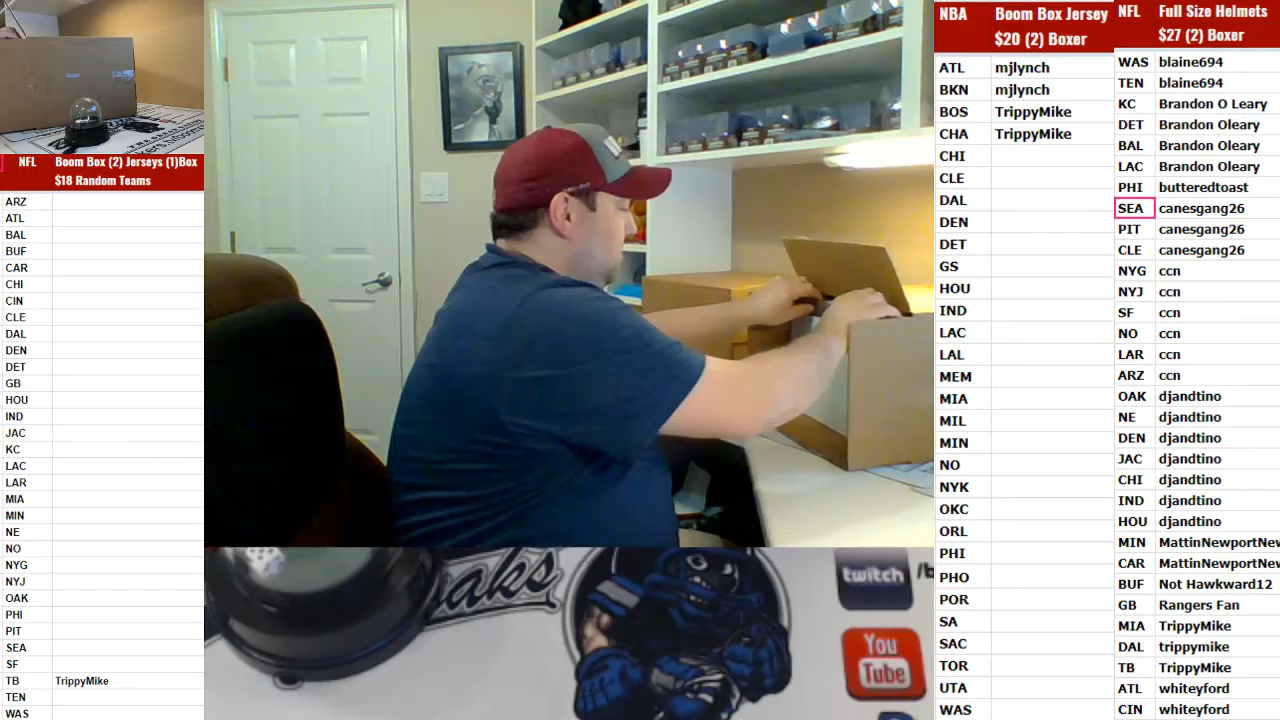 NFL Boom Box (2) Jerseys (1)Box
$18 Random Teams
ARZ
ATL
BAL
BUF
CAR
CHI
CIN
CLE
DAL
DEN
DET
GB
HOU
IND
JAC
KC
LAC
LAR
MIA
MIN
NE
NO
NYG
NYJ
OAK
PHI
PIT
SEA
SF
TB TrippyMike
TEN
WAS
twitch /b
You
Tube
NBA Boom Box Jersey
$20 (2) Boxer
ATL mjlynch
BKN mjlynch
BOS TrippyMike
CHA TrippyMike
CHI
CLE
DAL
DEN
DET
GS
HOU
IND
LAC
LAL
MEM
MIA
MIL
MIN
NO
NYK
OKC
ORL
PHI
PHO
POR
SA
SAC
TOR
UTA
WAS
NFL Full Size Helmets
$27 (2) Boxer
WAS blaine694
TEN blaine694
KC Brandon O Leary
DET Brandon Oleary
BAL Brandon Oleary
LAC Brandon Oleary
PHI butteredtoast
SEA canesgang26
PIT canesgang26
CLE canesgang26
NYG ccn
NYJ ccn
SF ccn
NO ccn
LAR ccn
ARZ ccn
OAK djandtino
NE djandtino
DEN djandtino
JAC djandtino
CHI djandtino
IND djandtino
HOU djandtino
MIN MattinNewportNew
CAR MattinNewportNew
BUF Not Hawkward12
GB Rangers Fan
MIA TrippyMike
DAL trippymike
TB TrippyMike
ATL whiteyford
CIN whiteyford